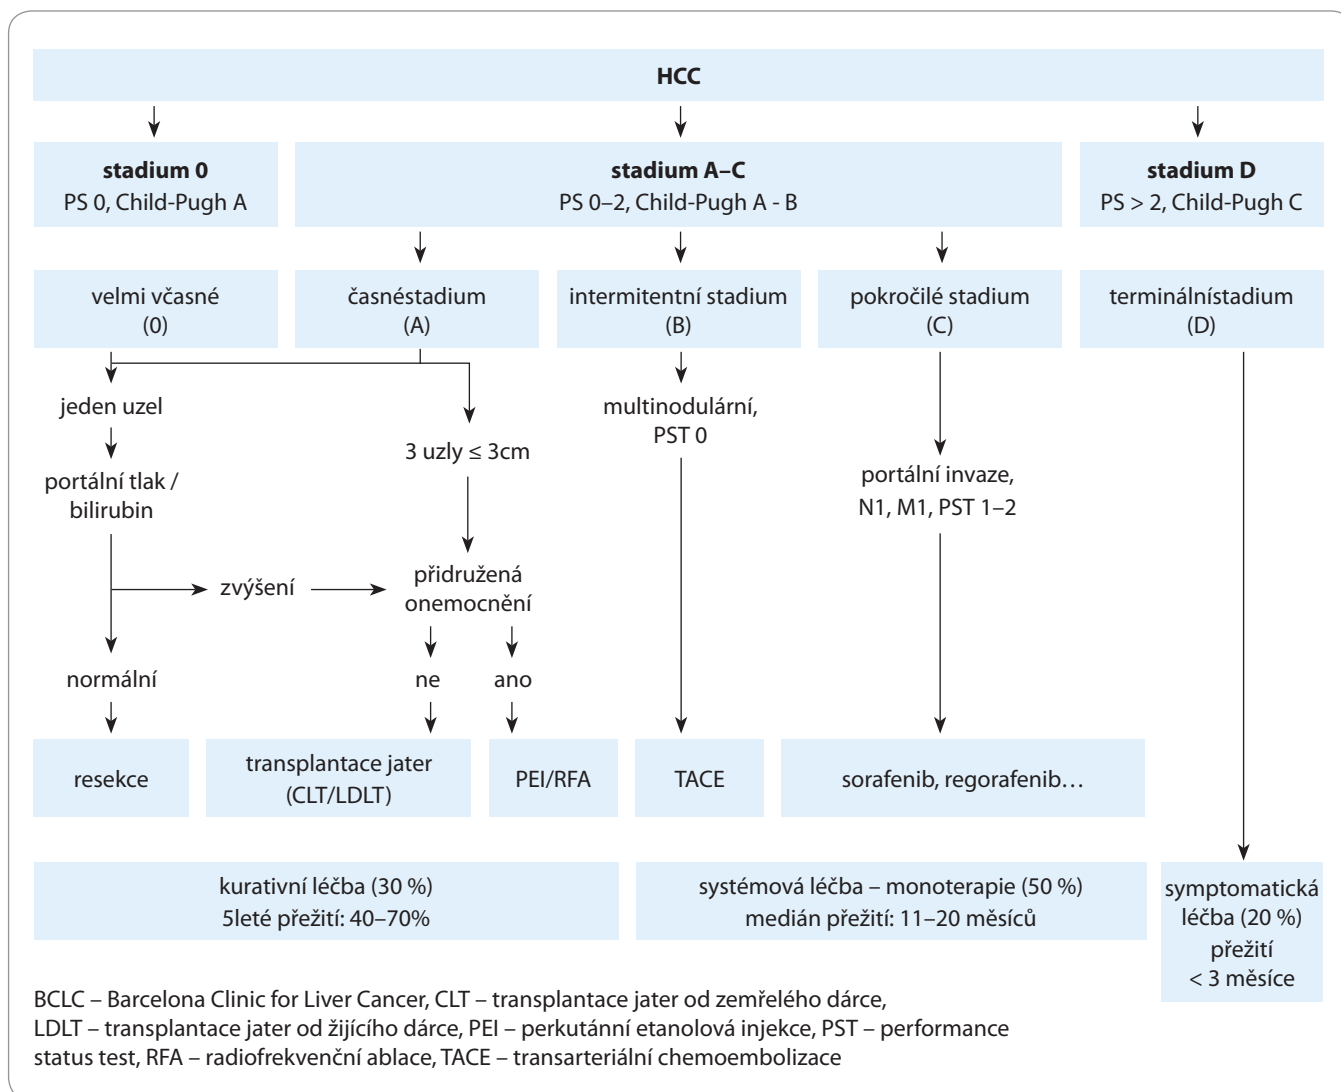 HCC
stadium 0
PS 0, Child-Pugh A
stadium A–C
PS 0–2, Child-Pugh A - B
stadium D
PS > 2, Child-Pugh C
velmi včasné
(0)
časnéstadium
(A)
intermitentní stadium
(B)
pokročilé stadium
(C)
terminálnístadium
(D)
jeden uzel
3 uzly ≤ 3cm
multinodulární,
PST 0
portální invaze,
N1, M1, PST 1–2
portální tlak /
bilirubin
zvýšení
přidružená
onemocnění
normální
ne
ano
resekce
transplantace jater
(CLT/LDLT)
PEI/RFA
TACE
sorafenib, regorafenib…
kurativní léčba (30 %)
5leté přežití: 40–70%
systémová léčba – monoterapie (50 %)
medián přežití: 11–20 měsíců
symptomatická
léčba (20 %)
přežití
< 3 měsíce
BCLC – Barcelona Clinic for Liver Cancer, CLT – transplantace jater od zemřelého dárce,
LDLT – transplantace jater od žijícího dárce, PEI – perkutánní etanolová injekce, PST – performance
status test, RFA – radiofrekvenční ablace, TACE – transarteriální chemoembolizace